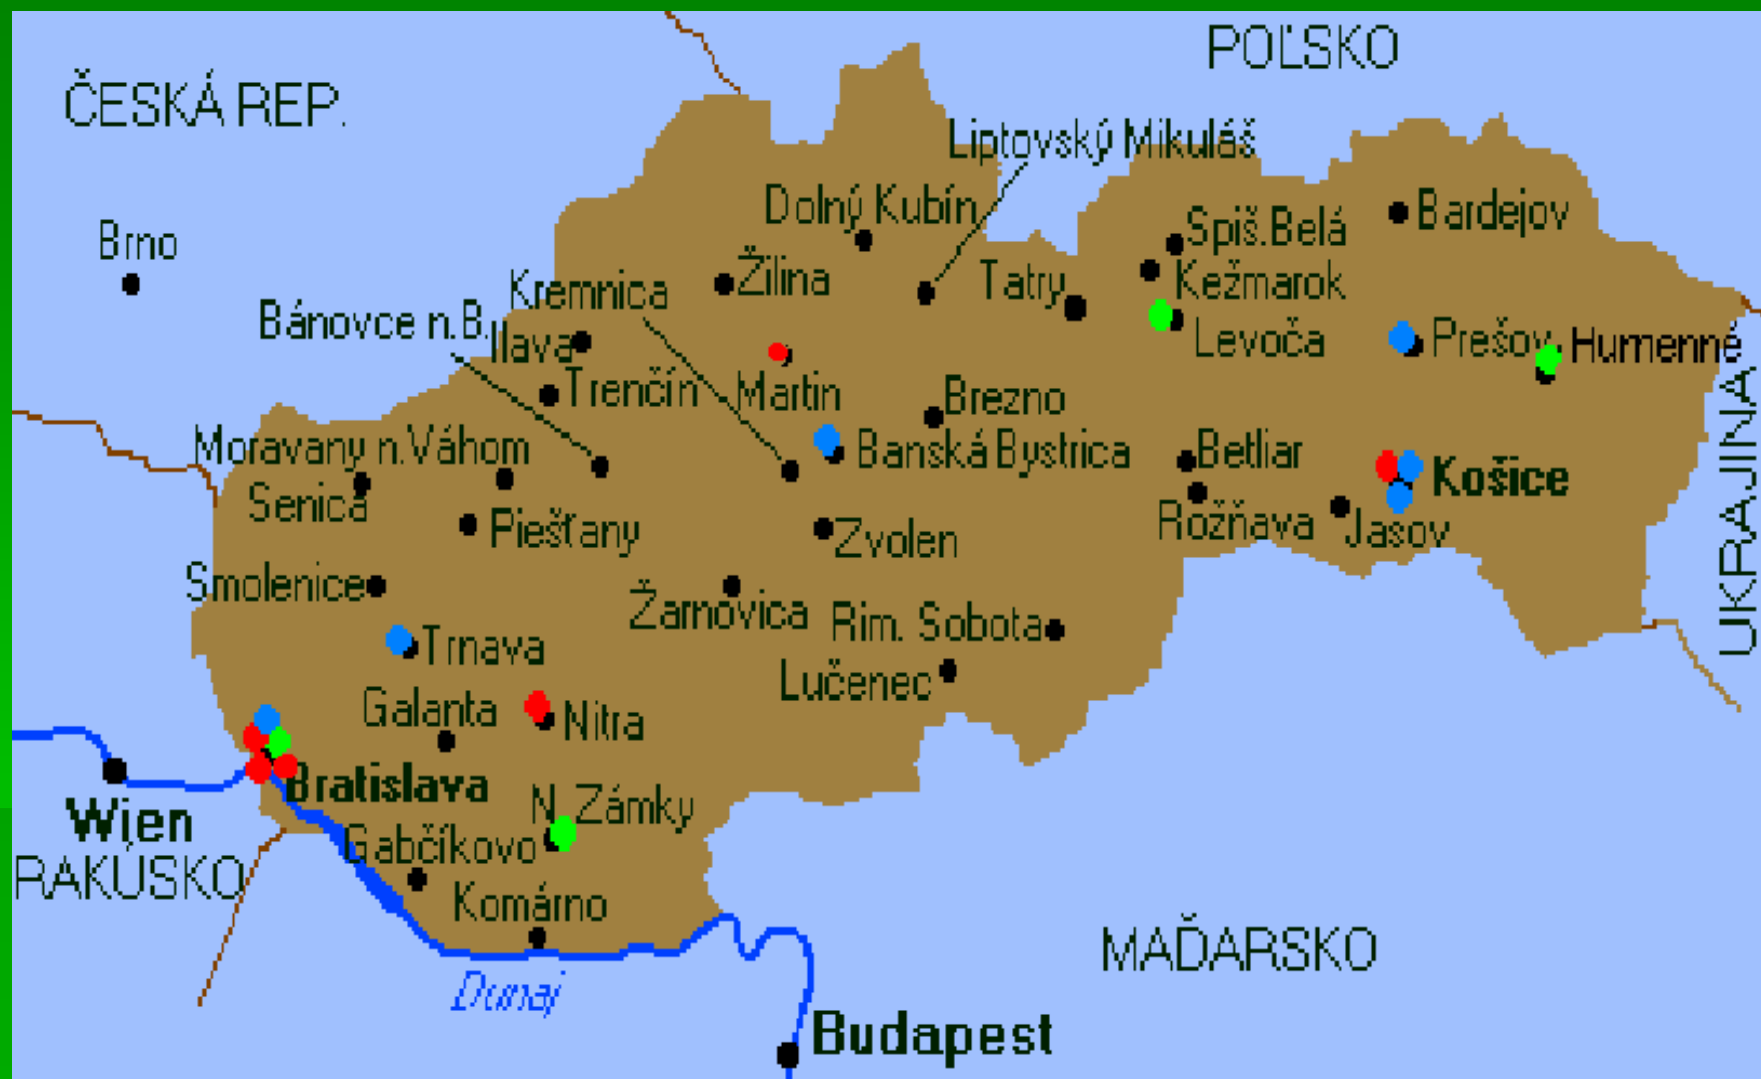 POĽSKO
ČESKÁ REP.
Liptovský Mikuláš
Dolný Kubín
Bardejov
Spiš.Belá
Brno
Žilina
Tatry
Kežmarok
Kremnica
Bánovce n.B.
Ilava
Levoča
Prešov
Humenné
Trenčín
Martin
Brezno
UKRAJINA
Moravany n.Váhom
Banská Bystrica
Betliar
Košice
Senica
Piešťany
Zvolen
Rožňava
Jasov
Smolenice
Žarnovica
Rim. Sobota
Trnava
Lučenec
Galanta
Nitra
Bratislava
N. Zámky
Wien
Gabčíkovo
RAKÚSKO
Komárno
MAĎARSKO
Dunaj
Budapest